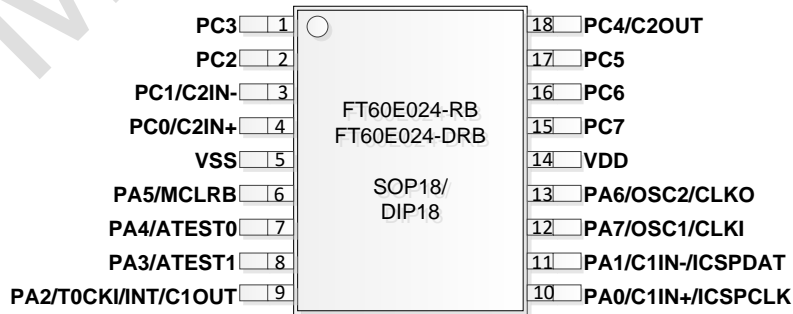 PC3 1 18 PC4/C2OUT
PC2 2 17 PC5
PC1/C2IN- 3 16 PC6
PC0/C2IN+ 4 15 PC7
VSS 5 14 VDD
PA5/MCLRB 6 13 PA6/OSC2/CLKO
PA4/ATEST0 7 12 PA7/OSC1/CLKI
PA3/ATEST1 8 11 PA1/C1IN-/ICSPDAT
PA2/T0CKI/INT/C1OUT 9 10 PA0/C1IN+/ICSPCLK
FT60E024-RB
FT60E024-DRB
SOP18/
DIP18